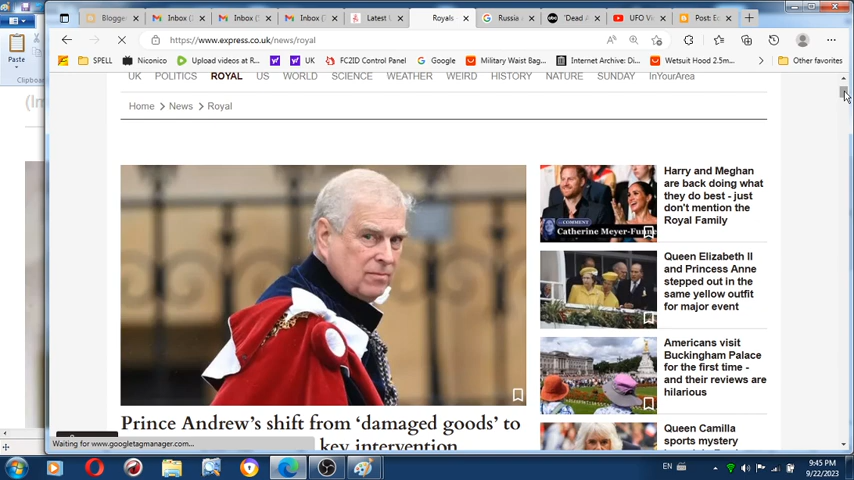 Blogge
Inbox (
Inbox (
Inbox (
Latest U
Royals
Russia
'Dead A
UFO Vi
Post: Ed
https://www.express.co.uk/news/royal
SPELL
Niconico
Upload videos at R...
UK
FC2ID Control Panel
Google
Military Waist Bag...
Internet Archive: Di...
Wetsuit Hood 2.5m...
Other favorites
Paste
Clipboard
UK POLITICS ROYAL US WORLD SCIENCE WEATHER WEIRD HISTORY NATURE SUNDAY InYourArea
Home > News > Royal
Harry and Meghan
are back doing what
they do best - just
don't mention the
Royal Family
COMMENT
Catherine Meyer-Funne
Queen Elizabeth II
and Princess Anne
stepped out in the
same yellow outfit
for major event
Americans visit
Buckingham Palace
for the first time -
and their reviews are
hilarious
Queen Camilla
sports mystery
Prince Andrew's shift from 'damaged goods' to
key intervention
Waiting for www.googletagmanager.com...
EN
9:45 PM
9/22/2023